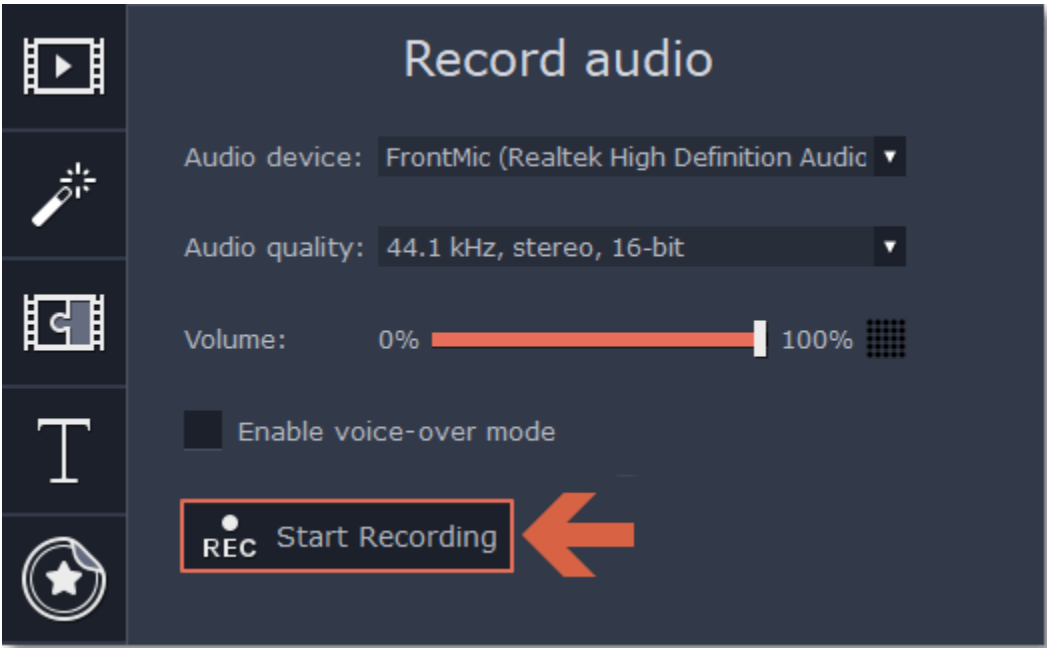 Record audio
Audio device: FrontMic (Realtek High Definition Audio
Audio quality: 44.1 kHz, stereo, 16-bit
Volume: 0% 100%
Enable voice-over mode
REC Start Recording